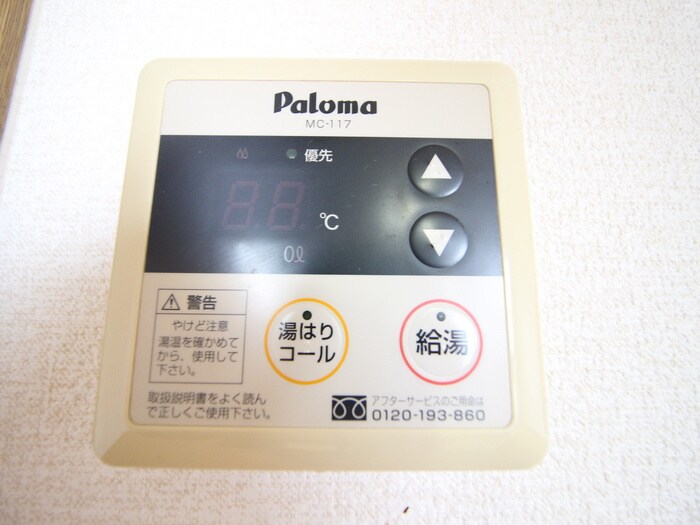 Paloma
MC-117
優先
88 ℃
0ℓ
⚠ 警告
やけど注意
湯温を確かめて
から、使用して
下さい。
湯はり
コール
給湯
取扱説明書をよく読ん
で正しくご使用下さい。
アフターサービスのご用命は
0120-193-860